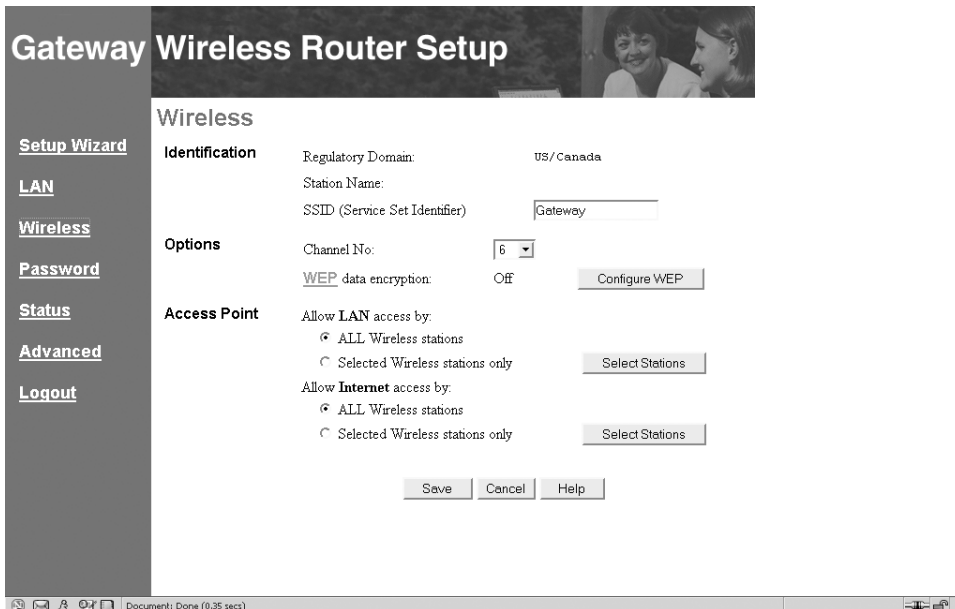 Gateway Wireless Router Setup
Setup Wizard
LAN
Wireless
Password
Status
Advanced
Logout
Wireless
Identification
Regulatory Domain: US/Canada
Station Name:
SSID (Service Set Identifier) Gateway
Options
Channel No: 6
WEP data encryption: Off Configure WEP
Access Point
Allow LAN access by:
ALL Wireless stations
Selected Wireless stations only Select Stations
Allow Internet access by:
ALL Wireless stations
Selected Wireless stations only Select Stations
Save Cancel Help
Document: Done (0.35 secs)